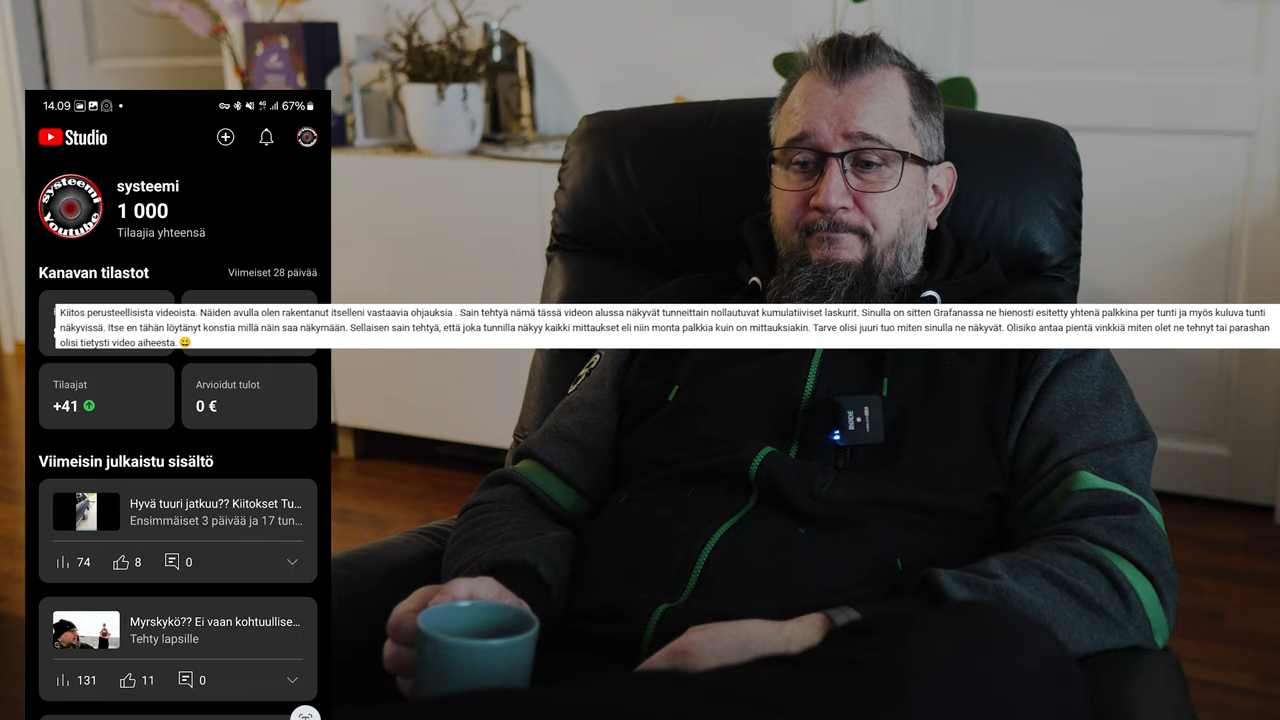 14.09
4G
67%
Studio
systeemi
Youtube
systeemi
1 000
Tilaajia yhteensä
Kanavan tilastot
Viimeiset 28 päivää
Kiitos perusteellisista videoista. Näiden avulla olen rakentanut itselleni vastaavia ohjauksia . Sain tehtyä nämä tässä videon alussa näkyvät tunneittain nollautuvat kumulatiiviset laskurit. Sinulla on sitten Grafanassa ne hienosti esitetty yhtenä palkkina per tunti ja myös kuluva tunti
näkyvissä. Itse en tähän löytänyt konstia millä näin saa näkymään. Sellaisen sain tehtyä, että joka tunnilla näkyy kaikki mittaukset eli niin monta palkkia kuin on mittauksiakin. Tarve olisi juuri tuo miten sinulla ne näkyvät. Olisiko antaa pientä vinkkiä miten olet ne tehnyt tai parashan
olisi tietysti video aiheesta. 😀
Tilaajat
+41
Arvioidut tulot
0 €
Viimeisin julkaistu sisältö
Hyvä tuuri jatkuu?? Kiitokset Tu...
Ensimmäiset 3 päivää ja 17 tun...
74
8
0
Myrskykö?? Ei vaan kohtuullise...
Tehty lapsille
131
11
0
RØDE